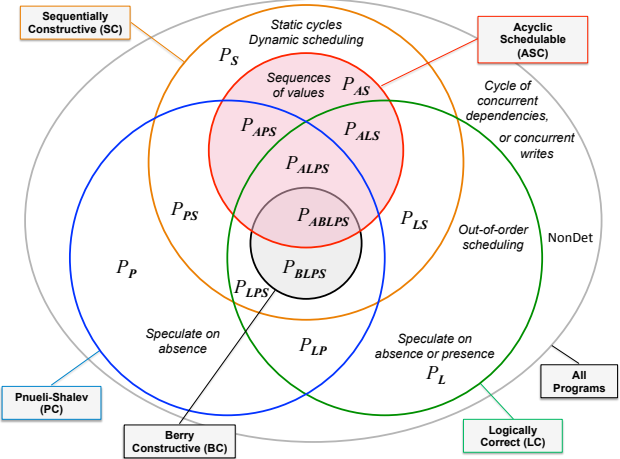 Sequentially
Constructive (SC)
Static cycles
Dynamic scheduling
P_S
Acyclic
Schedulable
(ASC)
Sequences
of values
P_AS
Cycle of
concurrent
dependencies,
or concurrent
writes
P_APS
P_ALS
P_ALPS
P_PS
P_ABLPS
P_LS
Out-of-order
scheduling
NonDet
P_P
P_BLPS
P_LPS
Speculate on
absence
P_LP
Speculate on
absence or presence
P_L
All
Programs
Pnueli-Shalev
(PC)
Berry
Constructive (BC)
Logically
Correct (LC)